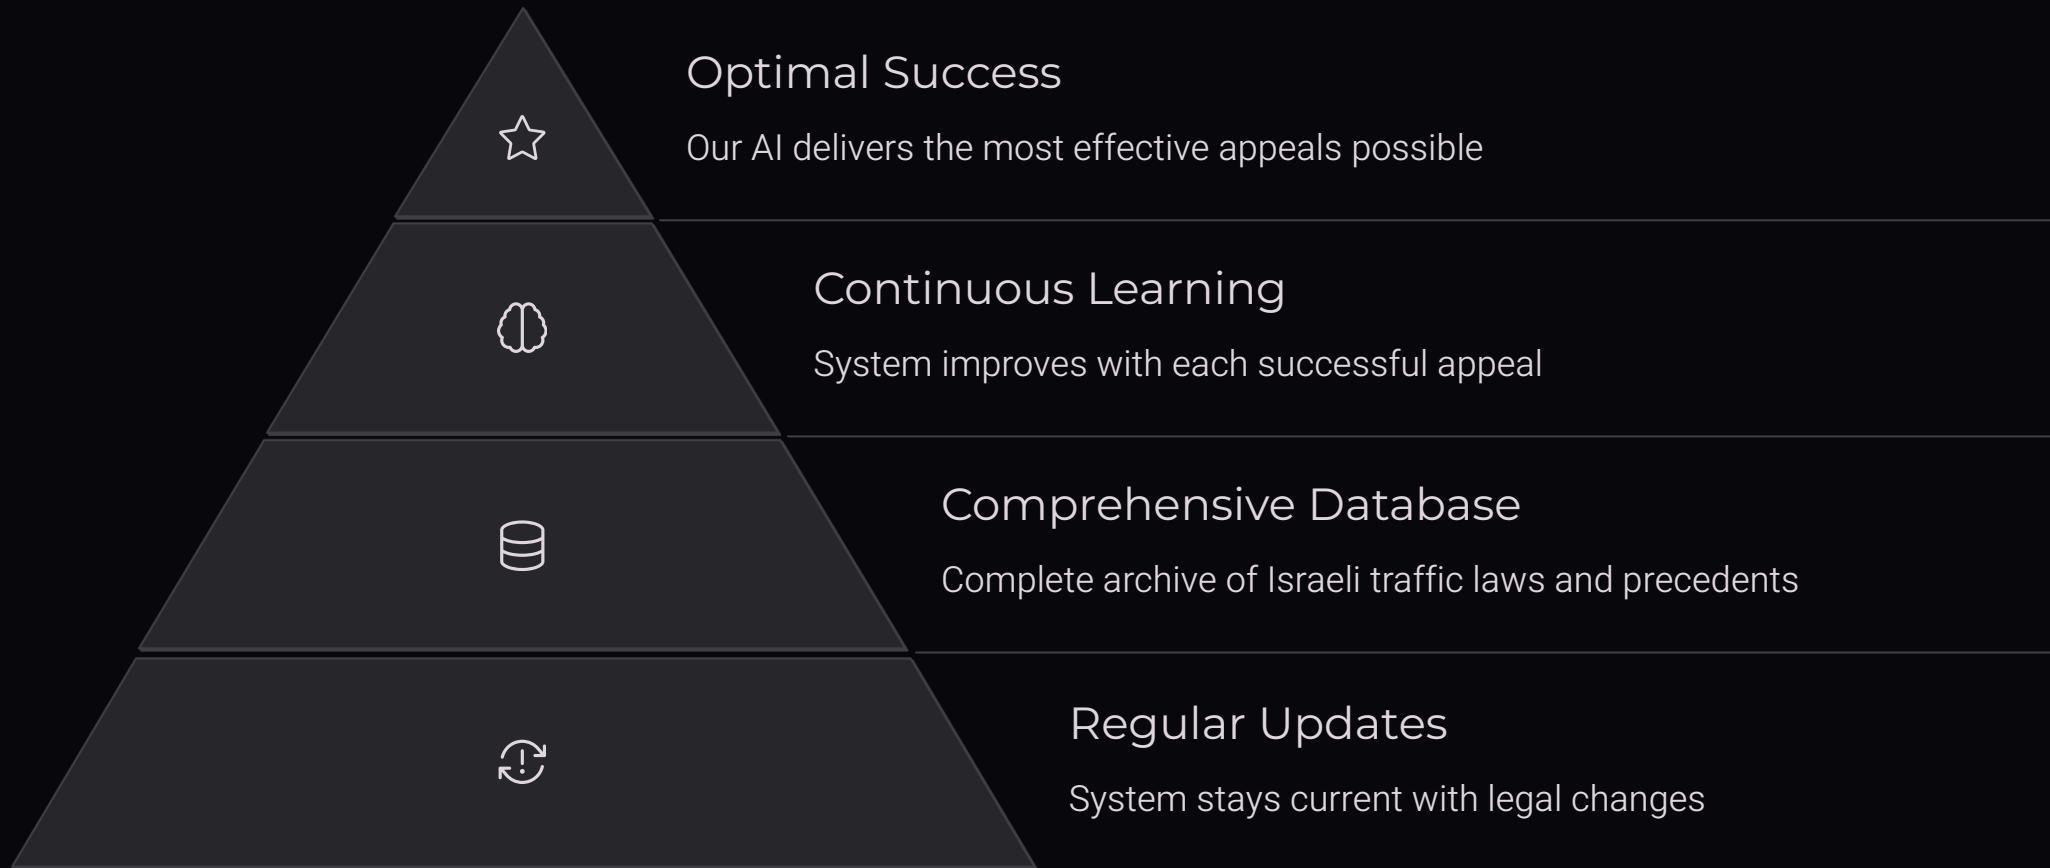 Optimal Success
Our AI delivers the most effective appeals possible
Continuous Learning
System improves with each successful appeal
Comprehensive Database
Complete archive of Israeli traffic laws and precedents
Regular Updates
System stays current with legal changes